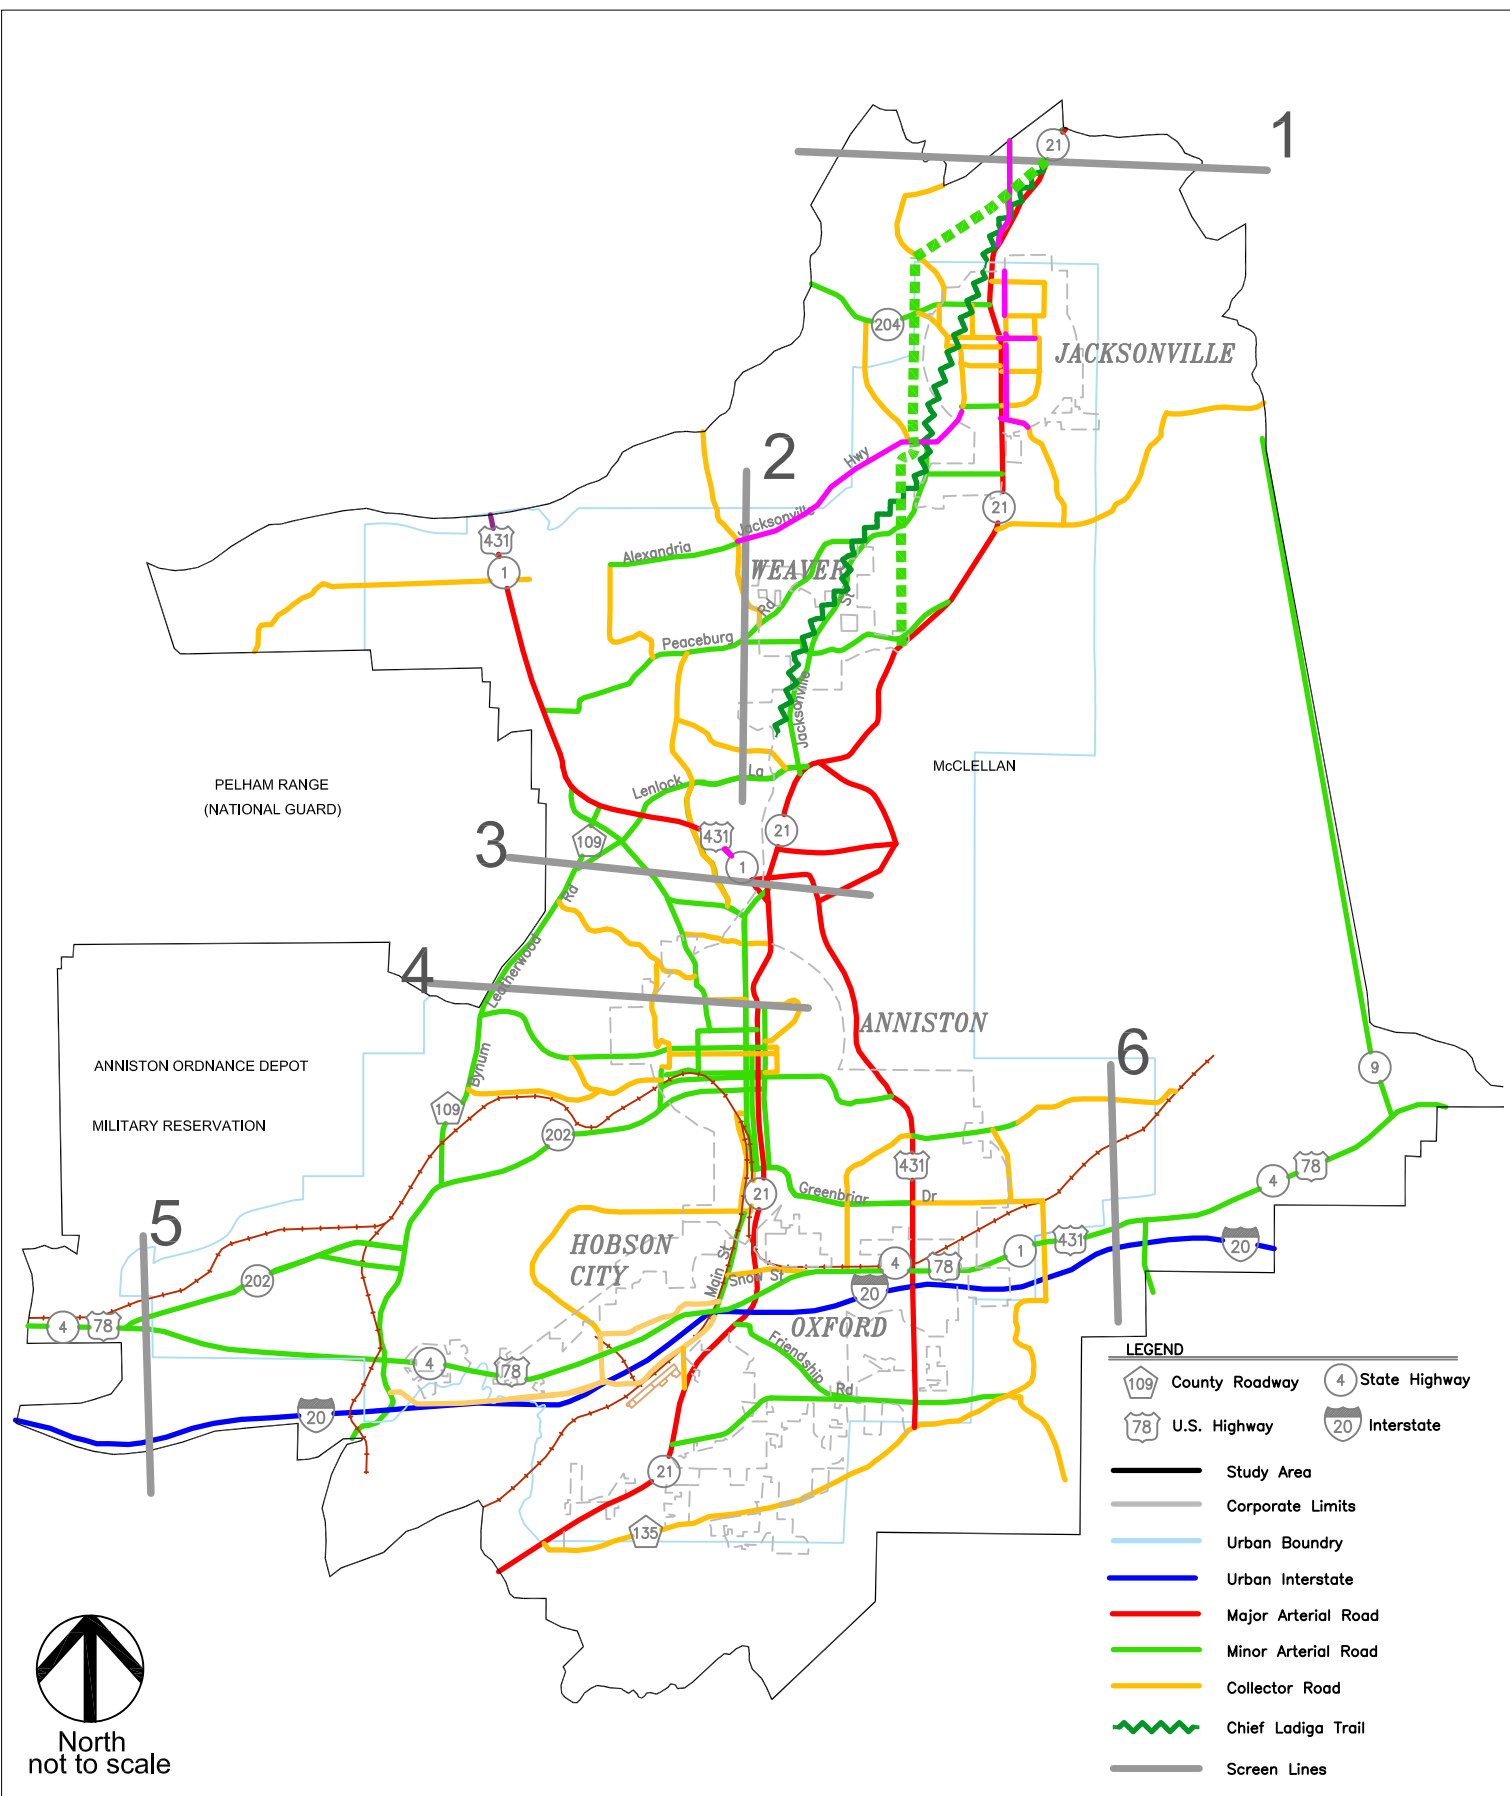 1
21
204
JACKSONVILLE
2
Hwy
Jacksonville
21
431
Alexandria
WEAVER
1
Rd
St
Peaceburg
Jacksonville
McCLELLAN
PELHAM RANGE
(NATIONAL GUARD)
Lenlock
La
431
21
109
3
1
Rd
Leatherwood
4
ANNISTON
6
ANNISTON ORDNANCE DEPOT
9
Bynum
109
MILITARY RESERVATION
202
431
78
4
Greenbriar
Dr
21
5
HOBSON
CITY
Main St
431
1
20
4
78
Snow St
202
20
4
78
OXFORD
Friendship
Rd
4
78
20
21
135
LEGEND
109
County Roadway
4
State Highway
78
U.S. Highway
20
Interstate
Study Area
Corporate Limits
Urban Boundry
Urban Interstate
Major Arterial Road
Minor Arterial Road
Collector Road
Chief Ladiga Trail
Screen Lines
North
not to scale